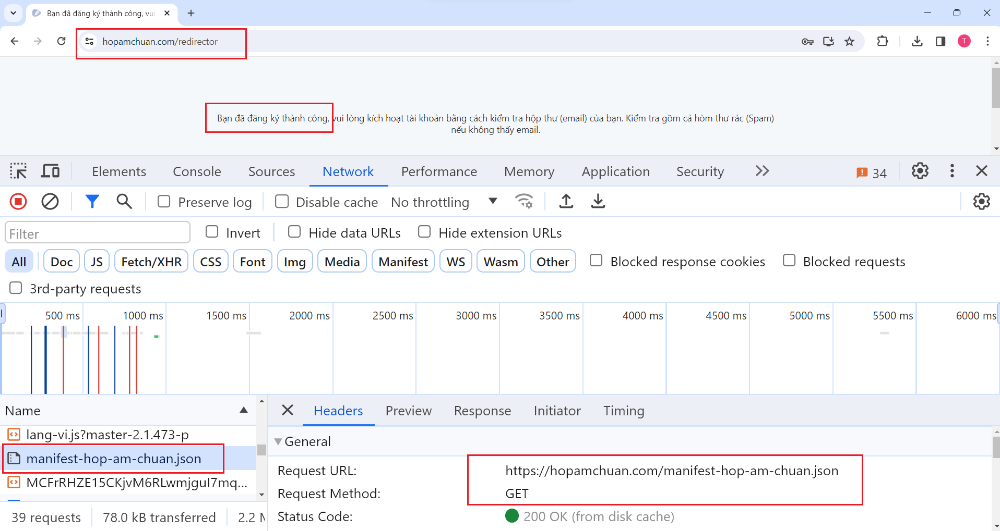 Bạn đã đăng ký thành công, vui
hopamchuan.com/redirector
T
Bạn đã đăng ký thành công, vui lòng kích hoạt tài khoản bằng cách kiểm tra hộp thư (email) của bạn. Kiểm tra gồm cả hòm thư rác (Spam)
nếu không thấy email.
Elements Console Sources Network Performance Memory Application Security 34
Preserve log Disable cache No throttling
Filter Invert Hide data URLs Hide extension URLs
All Doc JS Fetch/XHR CSS Font Img Media Manifest WS Wasm Other Blocked response cookies Blocked requests
3rd-party requests
500 ms 1000 ms 1500 ms 2000 ms 2500 ms 3000 ms 3500 ms 4000 ms 4500 ms 5000 ms 5500 ms 6000 ms
Name Headers Preview Response Initiator Timing
lang-vi.js?master-2.1.473-p
General
manifest-hop-am-chuan.json
Request URL: https://hopamchuan.com/manifest-hop-am-chuan.json
Request Method: GET
39 requests 78.0 kB transferred 2.2
Status Code: 200 OK (from disk cache)